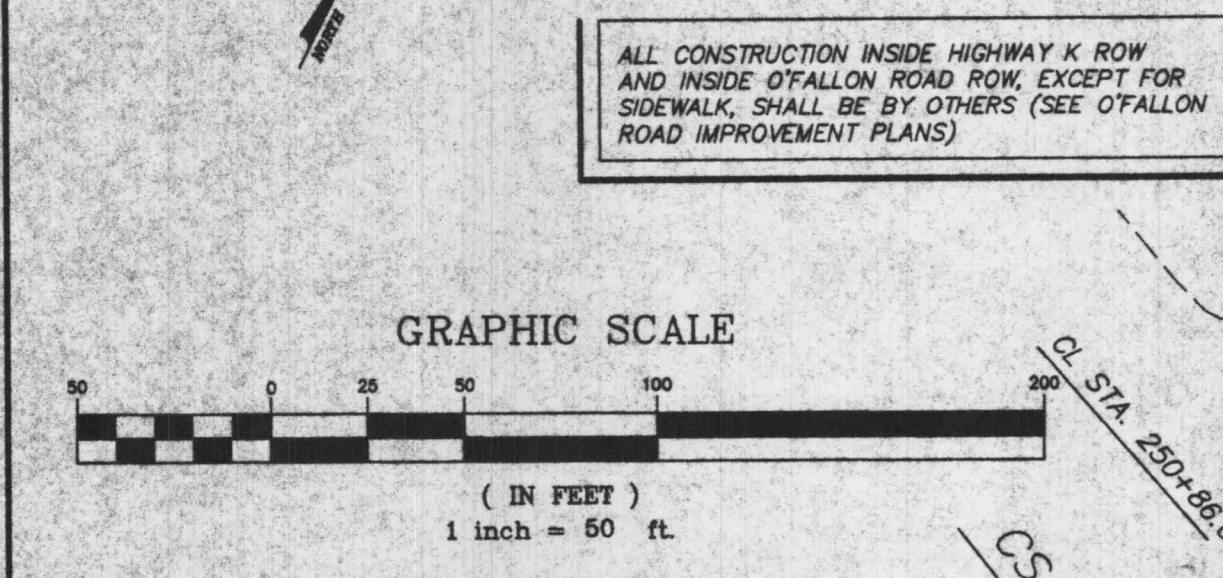 NORTH
ALL CONSTRUCTION INSIDE HIGHWAY K ROW
AND INSIDE O'FALLON ROAD ROW, EXCEPT FOR
SIDEWALK, SHALL BE BY OTHERS (SEE O'FALLON
ROAD IMPROVEMENT PLANS)
GRAPHIC SCALE
50 0 25 50 100 200
( IN FEET )
1 inch = 50 ft.
CL STA. 250+86.
CS